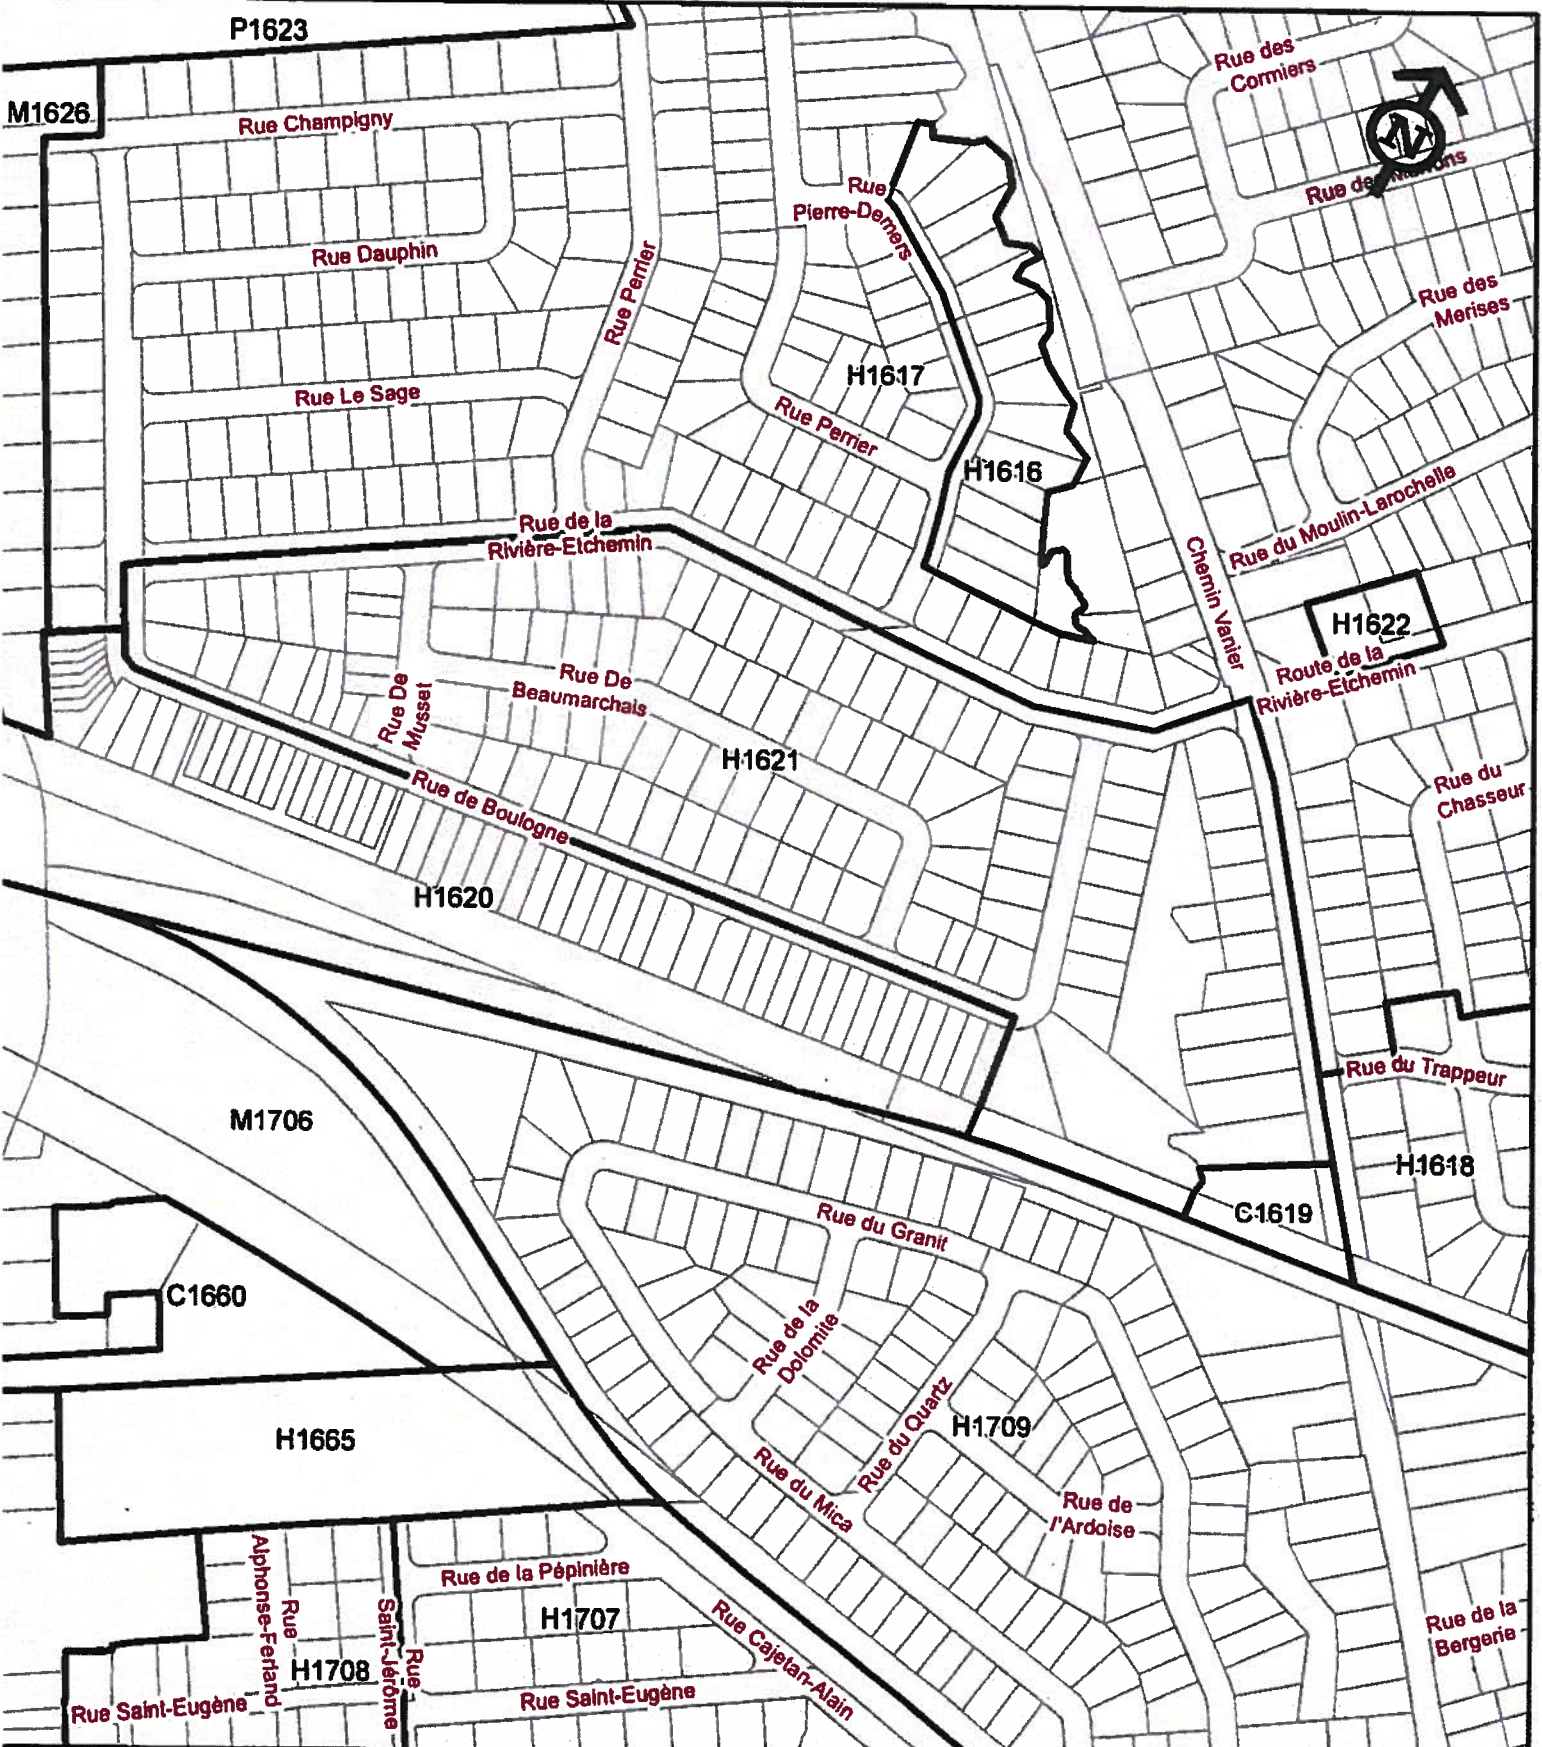 P1623
M1626
Rue Champigny
Rue des
Cormiers
N
Rue des
Rue
Pierre-Demers
Rue Dauphin
Rue Perrier
Rue des
Merises
H1617
Rue Le Sage
Rue Perrier
H1616
Rue du Moulin-Larochelle
Rue de la
Rivière-Etchemin
Chemin Vanier
H1622
Route de la
Rivière-Etchemin
Rue De
Beaumarchais
Rue De
Musset
H1621
Rue du
Chasseur
Rue de Boulogne
H1620
Rue du Trappeur
M1706
H1618
C1619
Rue du Granit
C1660
Rue de la
Dolomite
Rue du Quartz
H1709
H1665
Rue du Mica
Rue de
l'Ardoise
Rue de la Pépinière
Rue
Alphonse-Ferland
Rue
Saint-Jérôme
H1707
Rue Cajetan-Alain
Rue de la
Bergerie
H1708
Rue Saint-Eugène
Rue Saint-Eugène